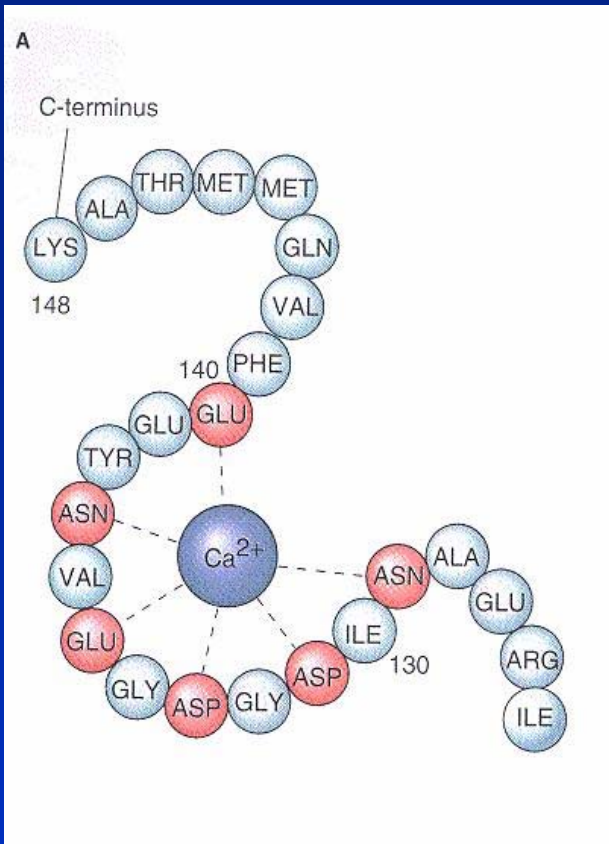 A
C-terminus
LYS
ALA
THR
MET
MET
GLN
VAL
PHE
148
140
GLU
GLU
TYR
ASN
VAL
GLU
GLY
ASP
GLY
ASP
ILE
130
ASN
ALA
GLU
ARG
ILE
Ca2+